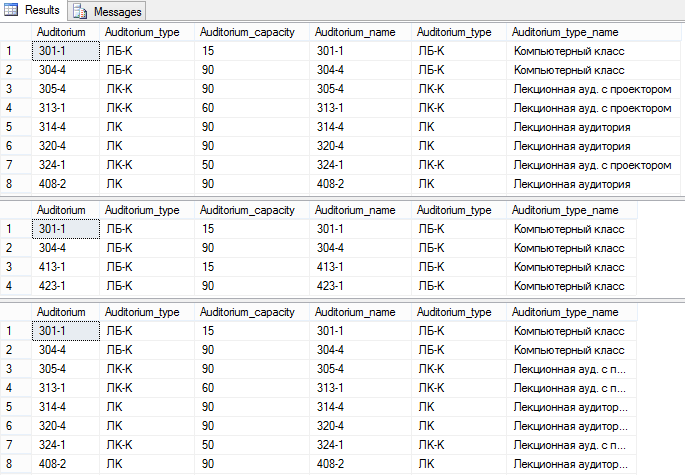 Results Messages
Auditorium Auditorium_type Auditorium_capacity Auditorium_name Auditorium_type Auditorium_type_name
1 301-1 ЛБ-К 15 301-1 ЛБ-К Компьютерный класс
2 304-4 ЛБ-К 90 304-4 ЛБ-К Компьютерный класс
3 305-4 ЛК-К 90 305-4 ЛК-К Лекционная ауд. с проектором
4 313-1 ЛК-К 60 313-1 ЛК-К Лекционная ауд. с проектором
5 314-4 ЛК 90 314-4 ЛК Лекционная аудитория
6 320-4 ЛК 90 320-4 ЛК Лекционная аудитория
7 324-1 ЛК-К 50 324-1 ЛК-К Лекционная ауд. с проектором
8 408-2 ЛК 90 408-2 ЛК Лекционная аудитория
Auditorium Auditorium_type Auditorium_capacity Auditorium_name Auditorium_type Auditorium_type_name
1 301-1 ЛБ-К 15 301-1 ЛБ-К Компьютерный класс
2 304-4 ЛБ-К 90 304-4 ЛБ-К Компьютерный класс
3 413-1 ЛБ-К 15 413-1 ЛБ-К Компьютерный класс
4 423-1 ЛБ-К 90 423-1 ЛБ-К Компьютерный класс
Auditorium Auditorium_type Auditorium_capacity Auditorium_name Auditorium_type Auditorium_type_name
1 301-1 ЛБ-К 15 301-1 ЛБ-К Компьютерный класс
2 304-4 ЛБ-К 90 304-4 ЛБ-К Компьютерный класс
3 305-4 ЛК-К 90 305-4 ЛК-К Лекционная ауд. с п...
4 313-1 ЛК-К 60 313-1 ЛК-К Лекционная ауд. с п...
5 314-4 ЛК 90 314-4 ЛК Лекционная аудитор...
6 320-4 ЛК 90 320-4 ЛК Лекционная аудитор...
7 324-1 ЛК-К 50 324-1 ЛК-К Лекционная ауд. с п...
8 408-2 ЛК 90 408-2 ЛК Лекционная аудитор...